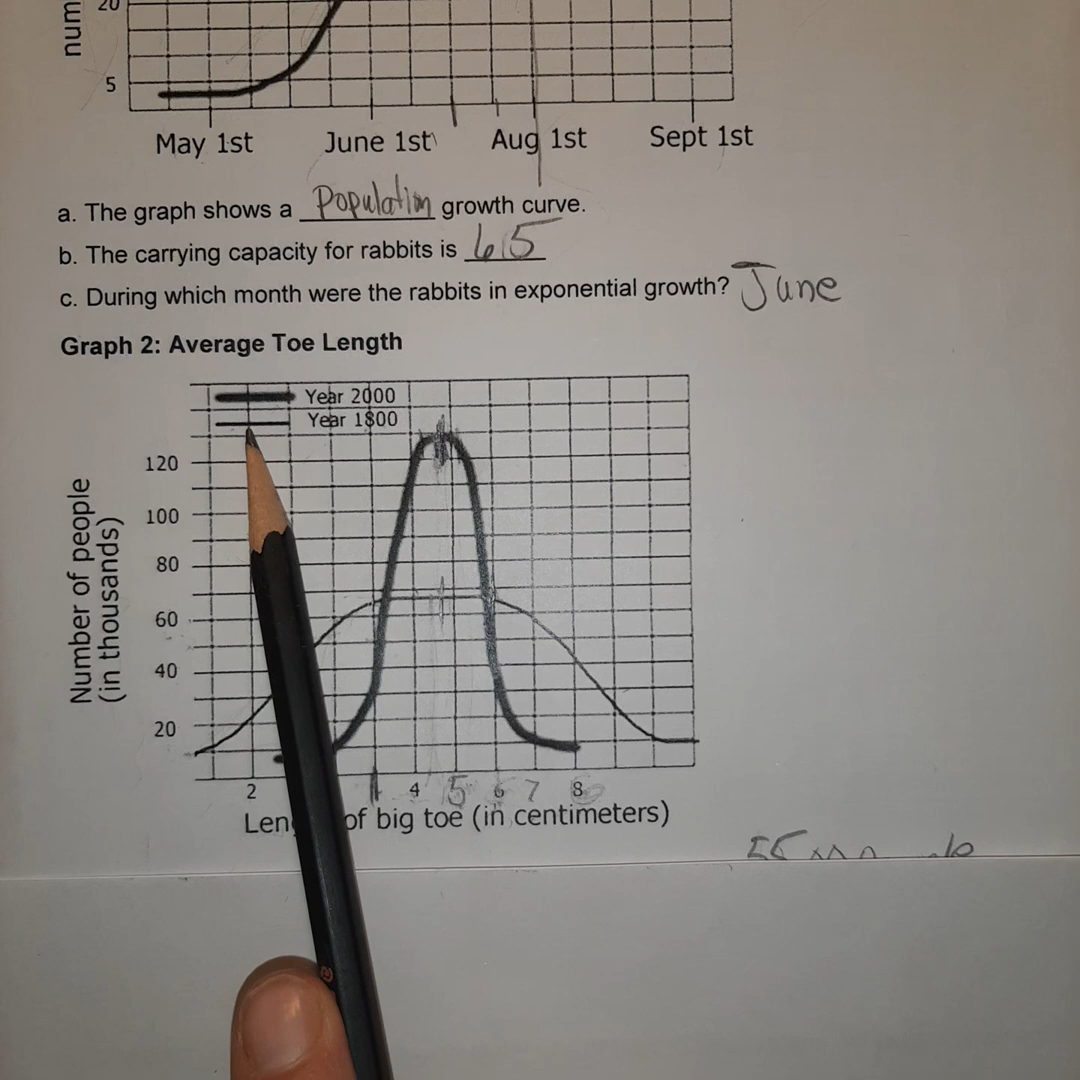 num
20
5
May 1st June 1st Aug 1st Sept 1st
a. The graph shows a Population growth curve.
b. The carrying capacity for rabbits is 65
c. During which month were the rabbits in exponential growth? June
Graph 2: Average Toe Length
Year 2000
Year 1800
Number of people
(in thousands)
120
100
80
60
40
20
2 4 5 6 7 8
of big toe (in centimeters)